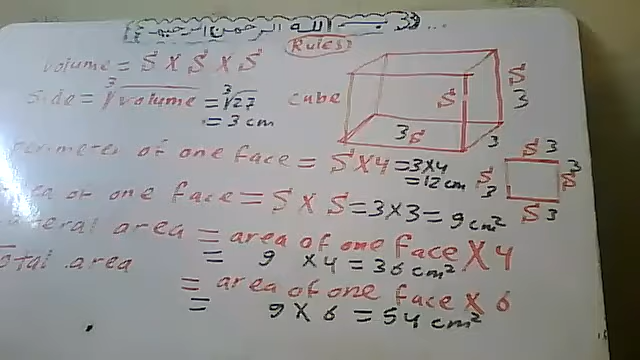 بسم الله الرحمن الرحيم
Rules
volume = S X S X S
side = ∛volume = ∛27
= 3 cm
cube
S
3
S
3 S
3
perimeter of one face = S X 4 = 3 X 4
= 12 cm
S 3
S
3
3
S
S 3
area of one face = S X S = 3 X 3 = 9 cm²
lateral area = area of one face X 4
= 9 X 4 = 36 cm²
total area
= area of one face X 6
= 9 X 6 = 54 cm²